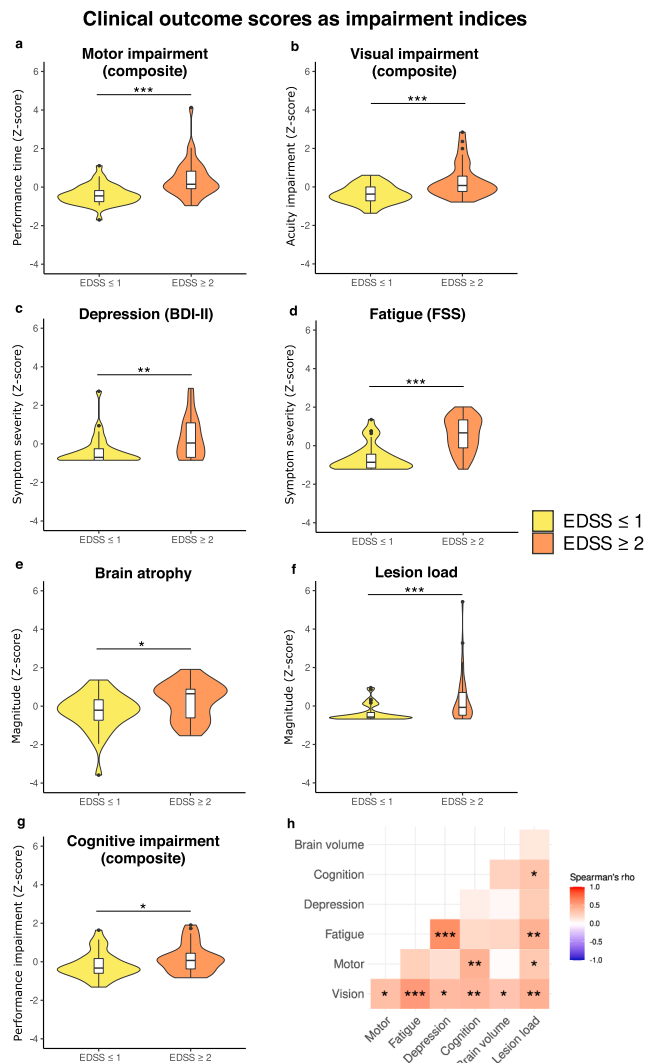 Clinical outcome scores as impairment indices
a
Motor impairment
(composite)
6
4
2
0
-2
-4
Performance time (Z-score)
***
EDSS ≤ 1
EDSS ≥ 2
b
Visual impairment
(composite)
6
4
2
0
-2
-4
Acuity impairment (Z-score)
***
EDSS ≤ 1
EDSS ≥ 2
c
Depression (BDI-II)
6
4
2
0
-2
-4
Symptom severity (Z-score)
**
EDSS ≤ 1
EDSS ≥ 2
d
Fatigue (FSS)
6
4
2
0
-2
-4
Symptom severity (Z-score)
***
EDSS ≤ 1
EDSS ≥ 2
EDSS ≤ 1
EDSS ≥ 2
e
Brain atrophy
6
4
2
0
-2
-4
Magnitude (Z-score)
*
EDSS ≤ 1
EDSS ≥ 2
f
Lesion load
6
4
2
0
-2
-4
Magnitude (Z-score)
***
EDSS ≤ 1
EDSS ≥ 2
g
Cognitive impairment
(composite)
6
4
2
0
-2
-4
Performance impairment (Z-score)
*
EDSS ≤ 1
EDSS ≥ 2
h
Brain volume
Cognition *
Depression
Fatigue *** **
Motor ** *
Vision * *** * ** * **
Motor
Fatigue
Depression
Cognition
Brain volume
Lesion load
Spearman's rho
1.0
0.5
0.0
-0.5
-1.0